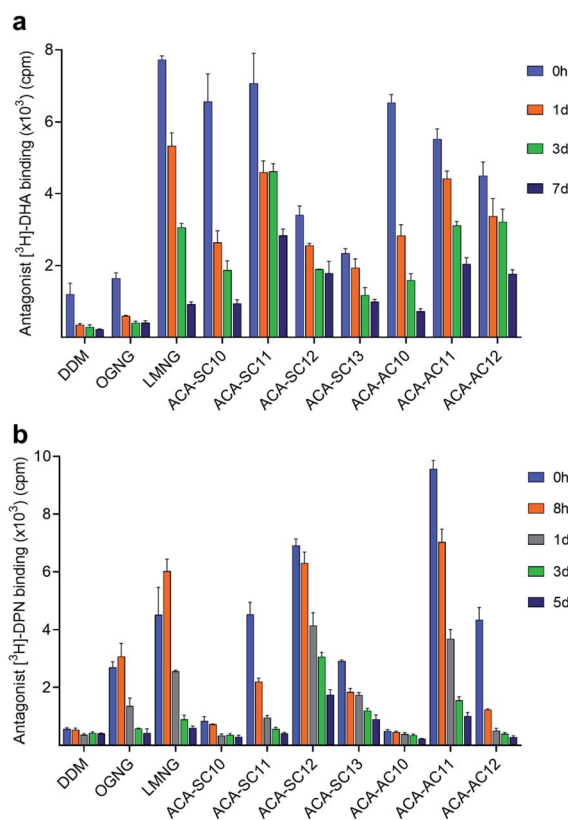 a
Antagonist [³H]-DHA binding (x10³) (cpm)
8
6
4
2
0h
1d
3d
7d
DDM
OGNG
LMNG
ACA-SC10
ACA-SC11
ACA-SC12
ACA-SC13
ACA-AC10
ACA-AC11
ACA-AC12
b
Antagonist [³H]-DPN binding (x10³) (cpm)
10
8
6
4
2
0h
8h
1d
3d
5d
DDM
OGNG
LMNG
ACA-SC10
ACA-SC11
ACA-SC12
ACA-SC13
ACA-AC10
ACA-AC11
ACA-AC12